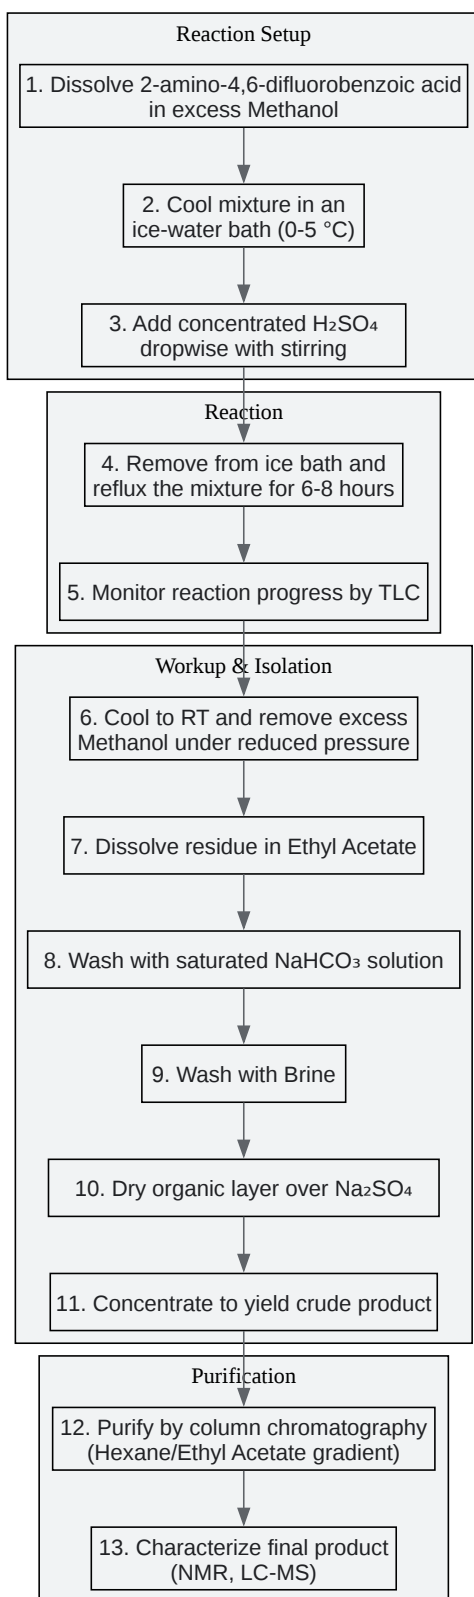 Reaction Setup
1. Dissolve 2-amino-4,6-difluorobenzoic acid
in excess Methanol
2. Cool mixture in an
ice-water bath (0-5 °C)
3. Add concentrated H₂SO₄
dropwise with stirring
Reaction
4. Remove from ice bath and
reflux the mixture for 6-8 hours
5. Monitor reaction progress by TLC
Workup & Isolation
6. Cool to RT and remove excess
Methanol under reduced pressure
7. Dissolve residue in Ethyl Acetate
8. Wash with saturated NaHCO₃ solution
9. Wash with Brine
10. Dry organic layer over Na₂SO₄
11. Concentrate to yield crude product
Purification
12. Purify by column chromatography
(Hexane/Ethyl Acetate gradient)
13. Characterize final product
(NMR, LC-MS)